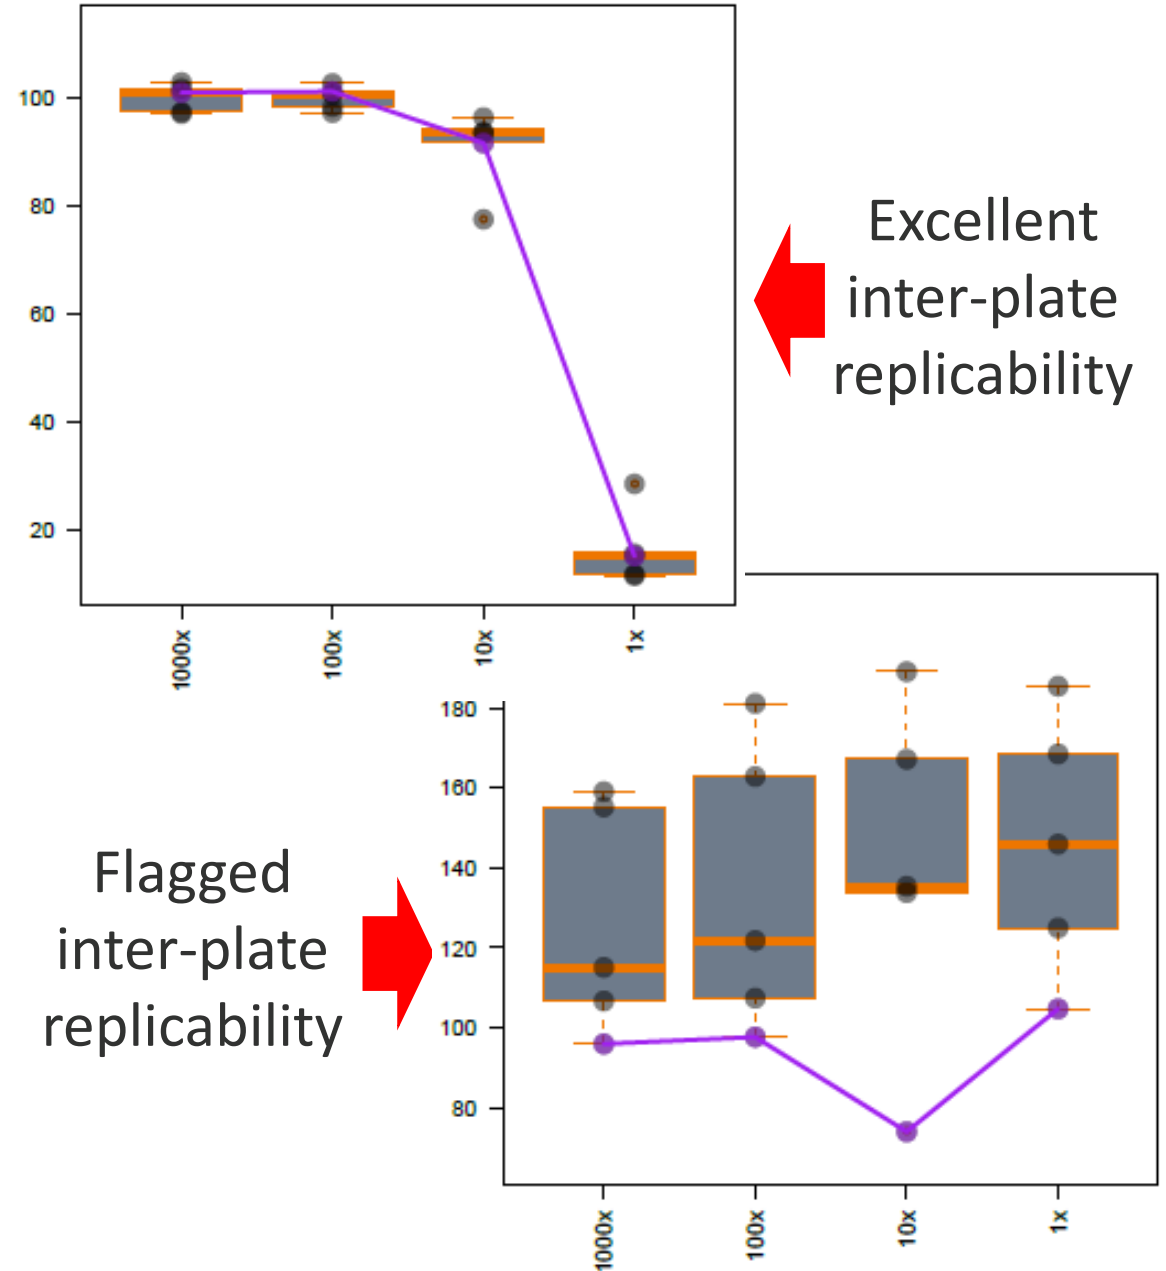 100
80
60
40
20
1000x
100x
10x
1x
Excellent
inter-plate
replicability
180
160
140
120
100
80
1000x
100x
10x
1x
Flagged
inter-plate
replicability